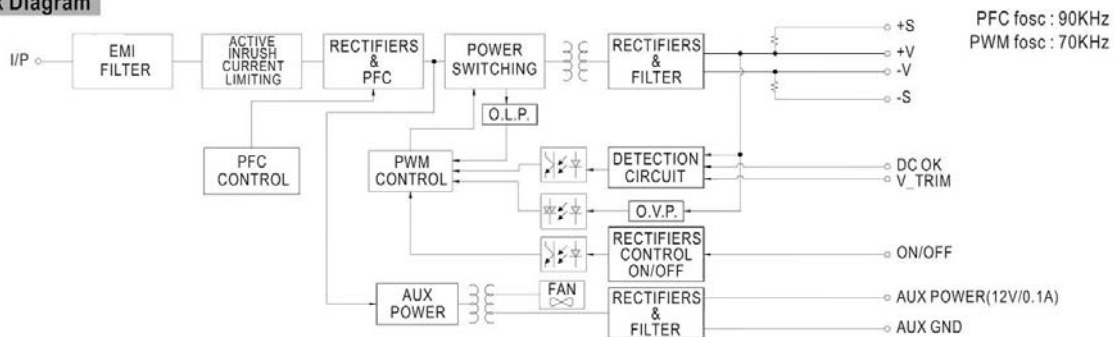 Diagram
PFC fosc : 90KHz
PWM fosc : 70KHz
I/P
EMI
FILTER
ACTIVE
INRUSH
CURRENT
LIMITING
RECTIFIERS
&
PFC
POWER
SWITCHING
RECTIFIERS
&
FILTER
+S
+V
-V
-S
O.L.P.
PFC
CONTROL
PWM
CONTROL
DETECTION
CIRCUIT
DC OK
V_TRIM
O.V.P.
RECTIFIERS
CONTROL
ON/OFF
ON/OFF
AUX
POWER
FAN
RECTIFIERS
&
FILTER
AUX POWER(12V/0.1A)
AUX GND